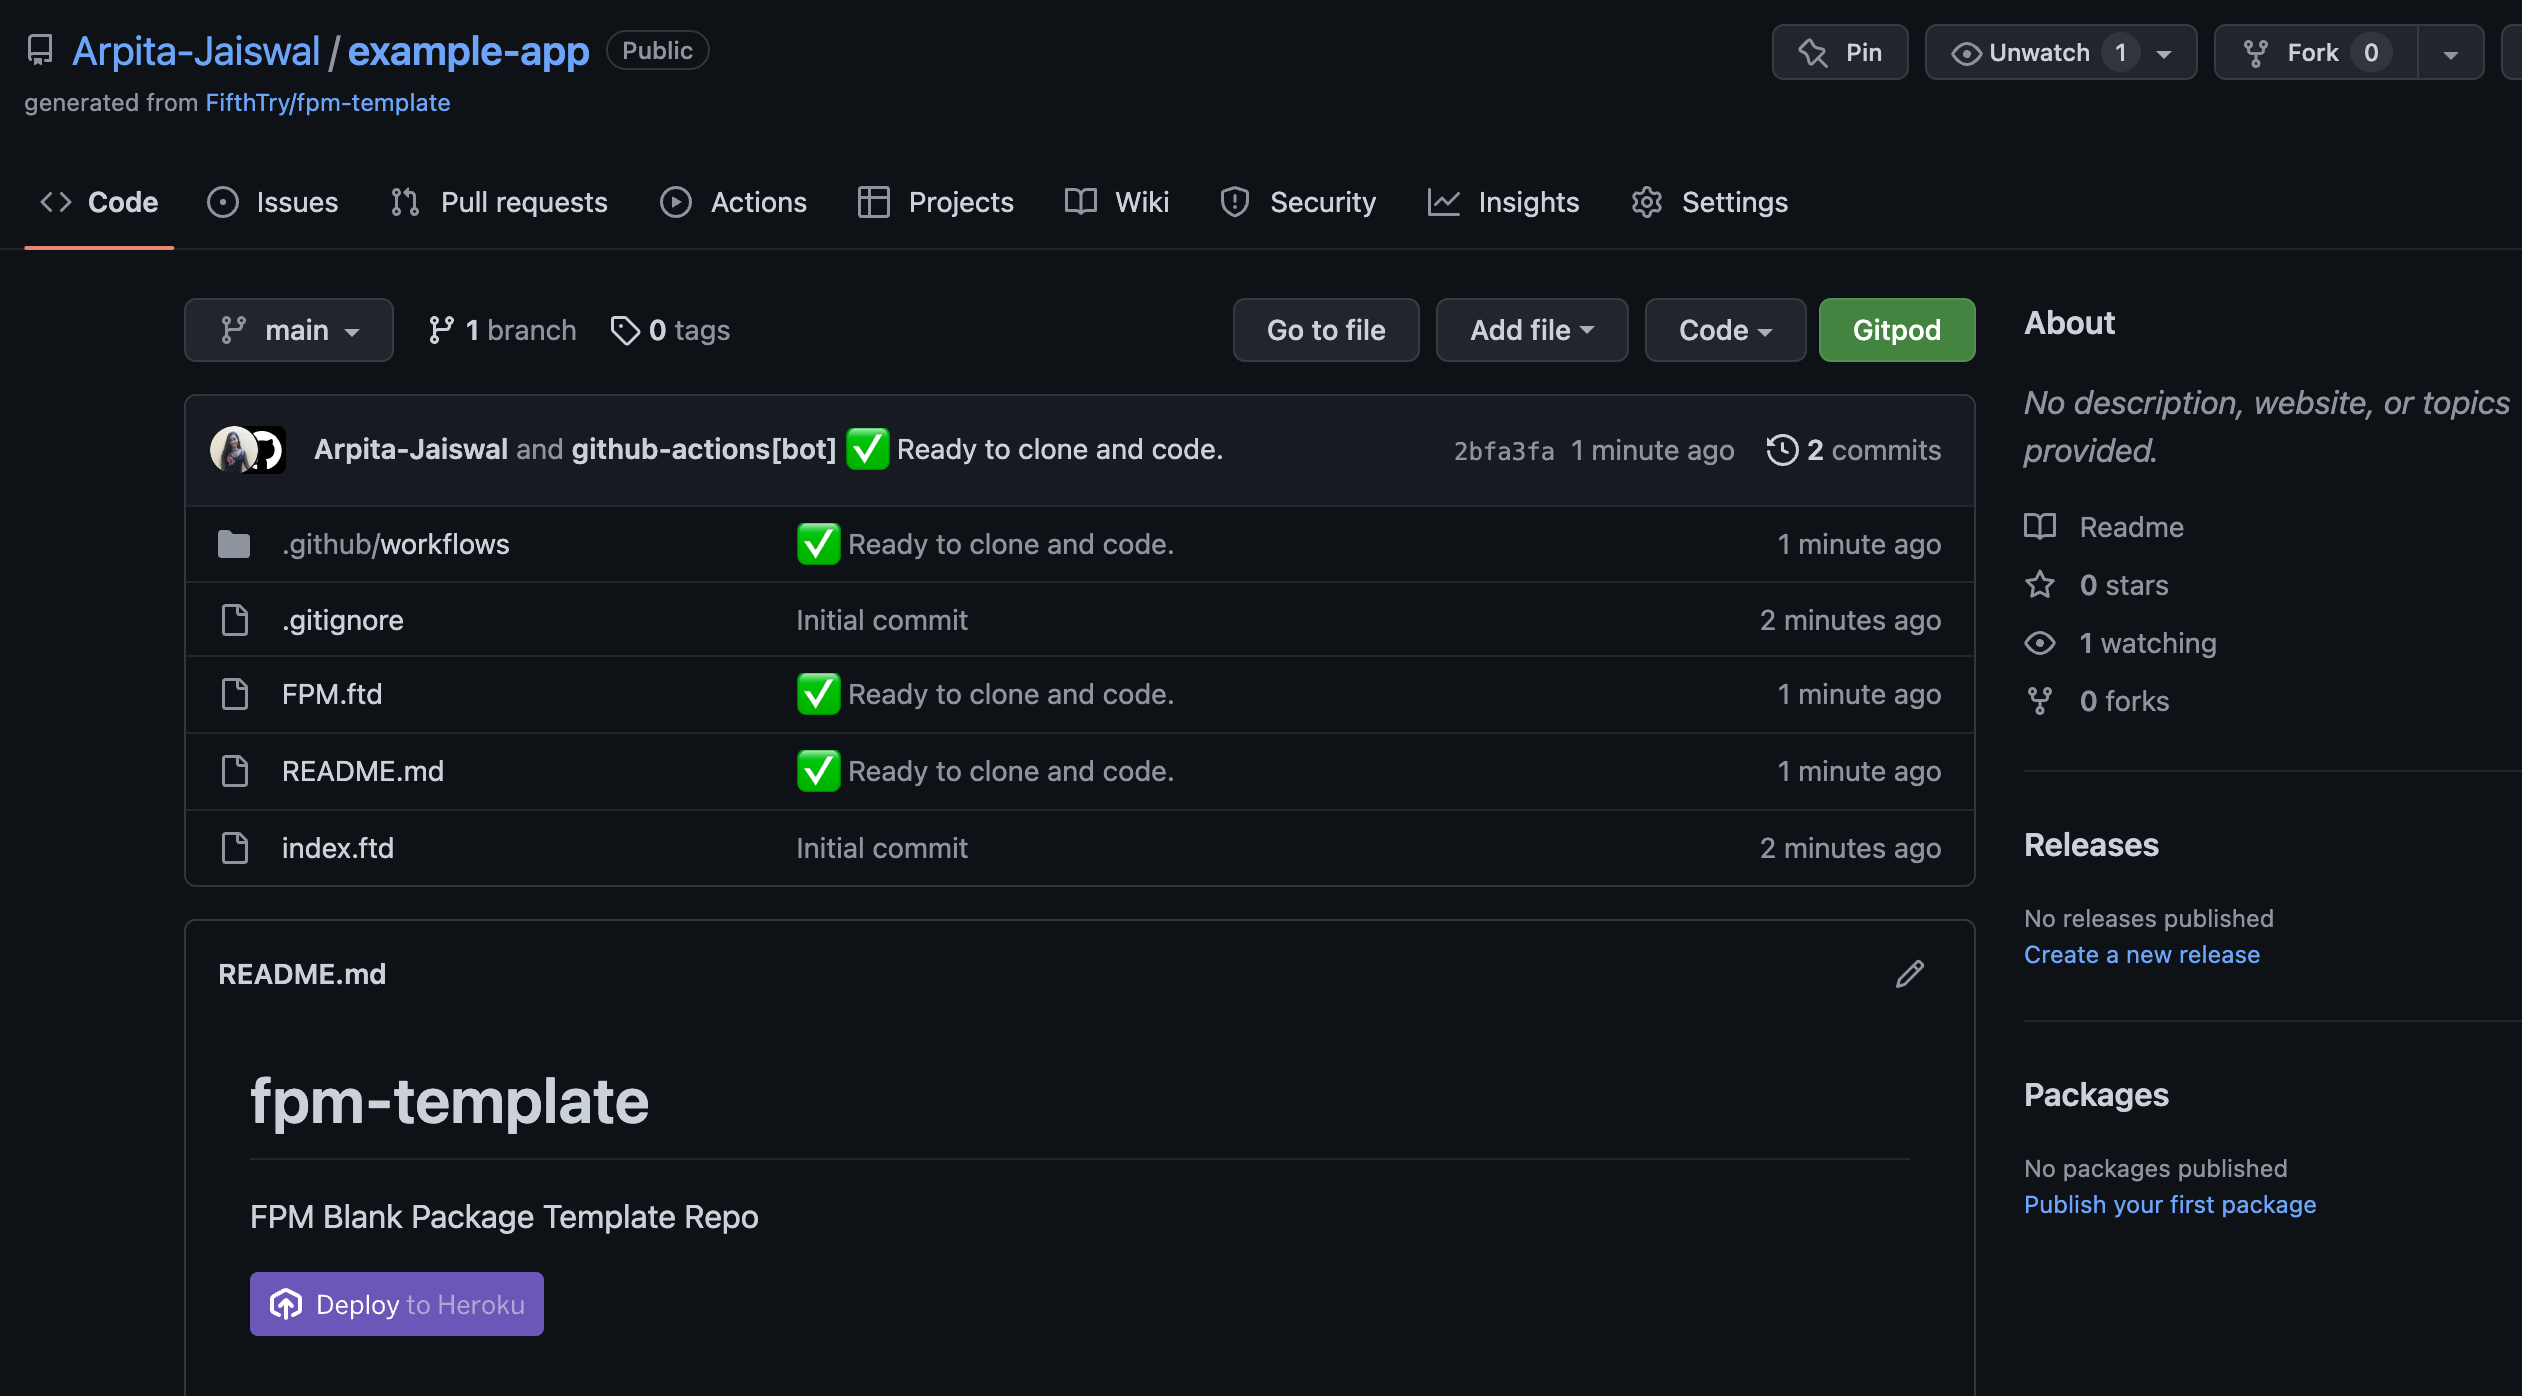 Arpita-Jaiswal / example-app Public
Pin
Unwatch 1
Fork 0
generated from FifthTry/fpm-template
Code
Issues
Pull requests
Actions
Projects
Wiki
Security
Insights
Settings
main
1 branch
0 tags
Go to file
Add file
Code
Gitpod
Arpita-Jaiswal and github-actions[bot] ✅ Ready to clone and code.
2bfa3fa 1 minute ago
2 commits
.github/workflows
✅ Ready to clone and code.
1 minute ago
.gitignore
Initial commit
2 minutes ago
FPM.ftd
✅ Ready to clone and code.
1 minute ago
README.md
✅ Ready to clone and code.
1 minute ago
index.ftd
Initial commit
2 minutes ago
README.md
fpm-template
FPM Blank Package Template Repo
Deploy to Heroku
About
No description, website, or topics
provided.
Readme
0 stars
1 watching
0 forks
Releases
No releases published
Create a new release
Packages
No packages published
Publish your first package